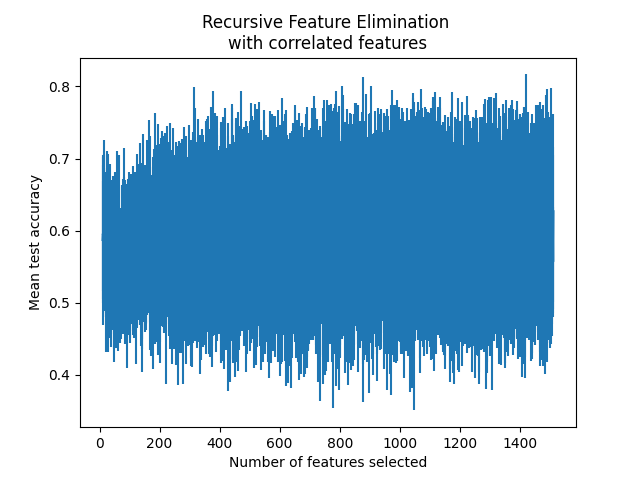 Recursive Feature Elimination
with correlated features
0.8
0.7
0.6
0.5
0.4
Mean test accuracy
0 200 400 600 800 1000 1200 1400
Number of features selected